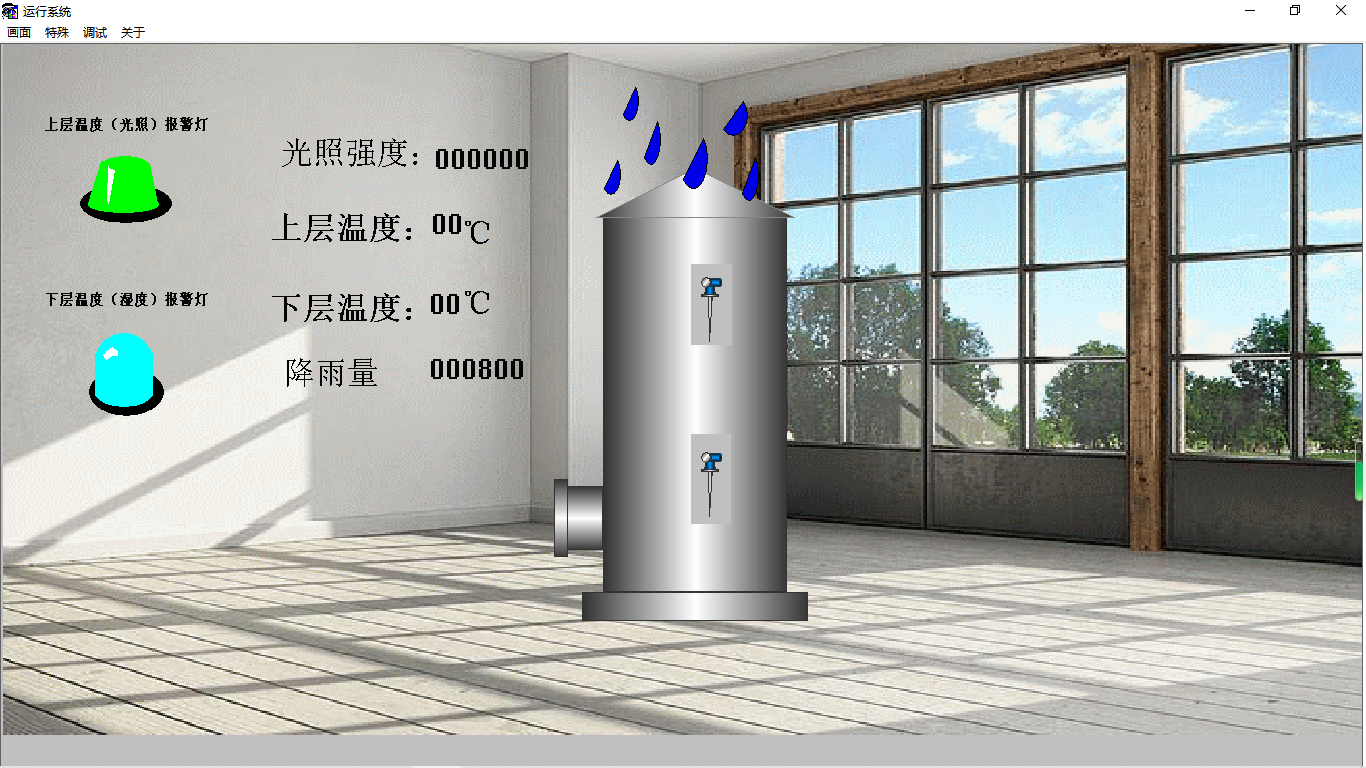 运行系统
画面 特殊 调试 关于
上层温度（光照）报警灯
光照强度：000000
上层温度：00℃
下层温度（湿度）报警灯
下层温度：00℃
降雨量 000800